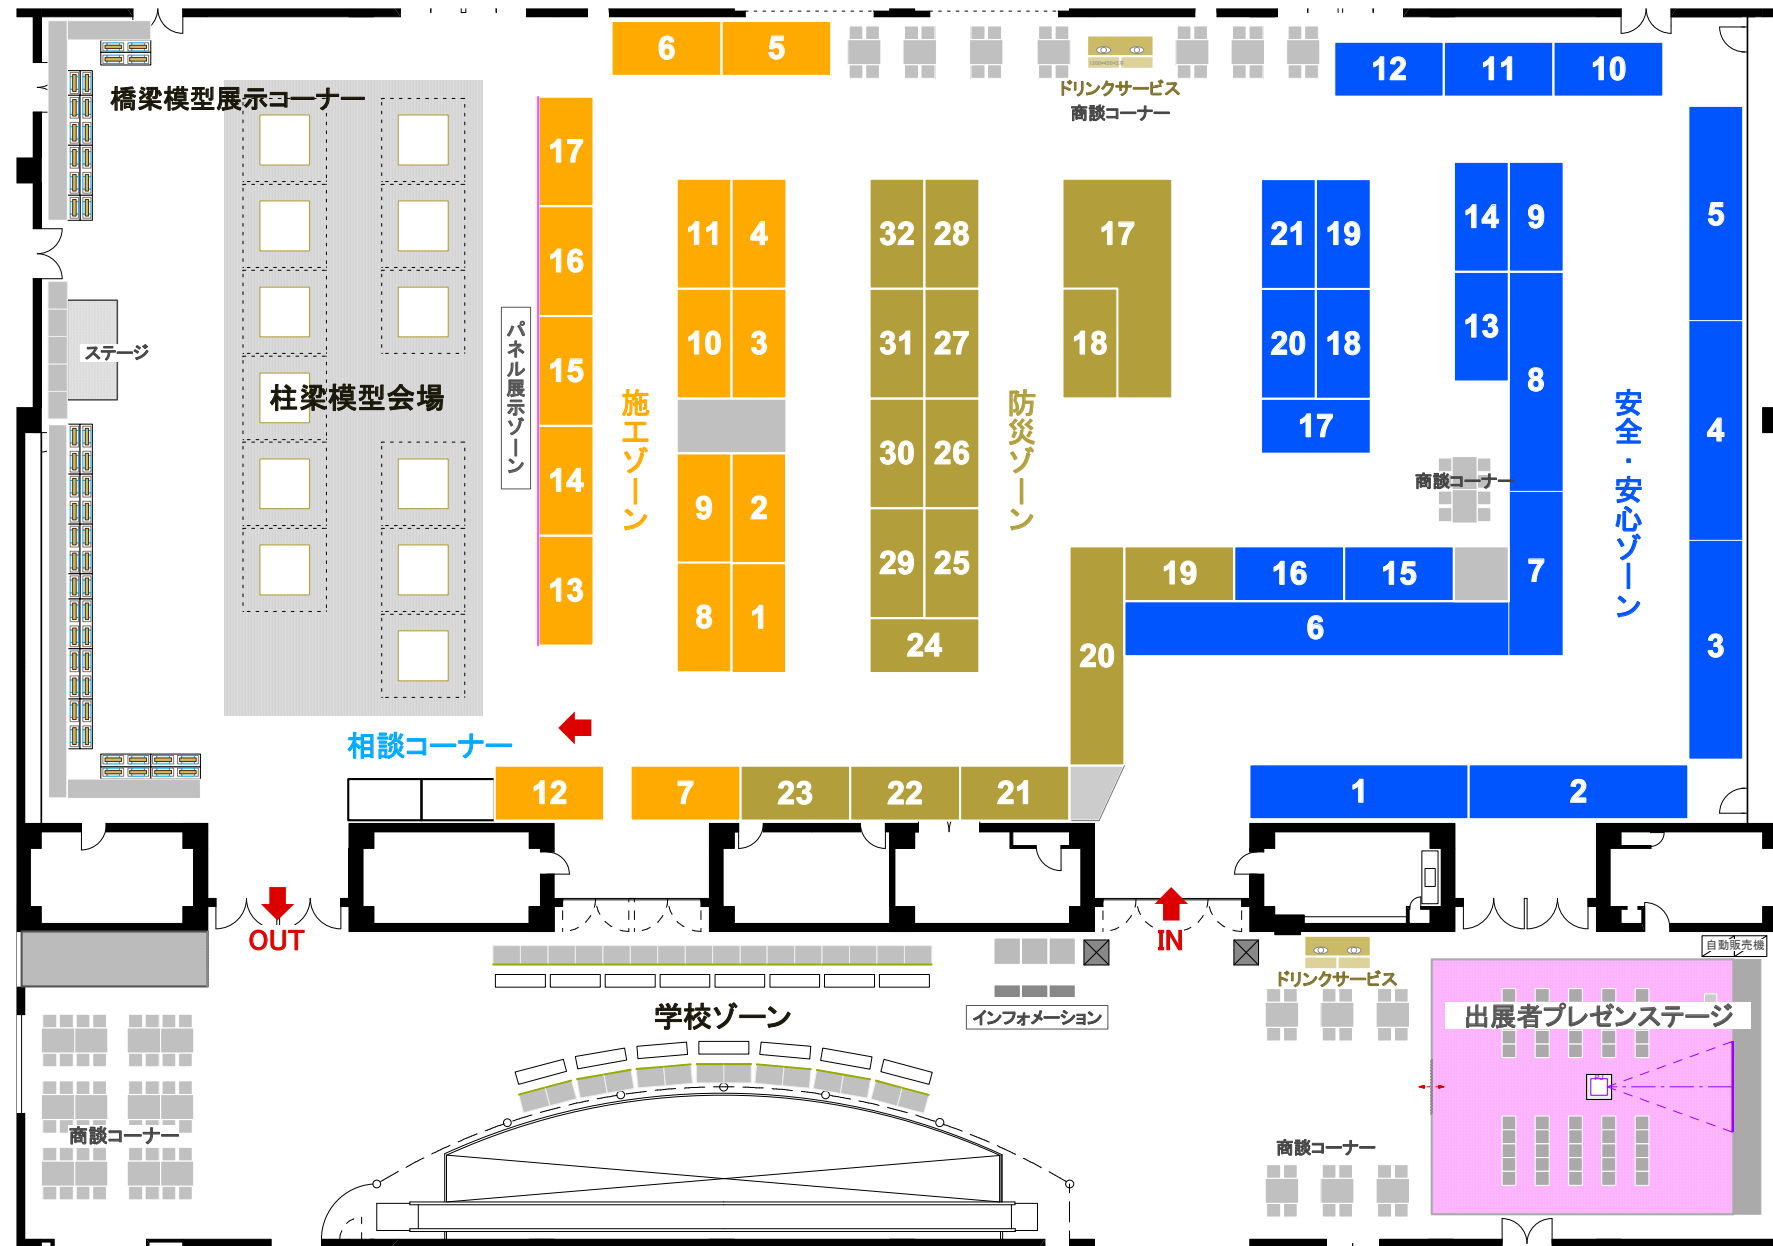 6 5
12 11 10
ドリンクサービス
商談コーナー
橋梁模型展示コーナー
17
16
15
14
13
11 4
10 3
9 2
8 1
32 28
31 27
30 26
29 25
24
17
18
21 19
20 18
17
14 9
13
8
7
5
4
3
ステージ
柱梁模型会場
パネル展示ゾーン
施工ゾーン
防災ゾーン
安全・安心ゾーン
商談コーナー
19 16 15
6
20
相談コーナー
12 7 23 22 21
1 2
OUT
IN
自動販売機
ドリンクサービス
学校ゾーン
インフォメーション
出展者プレゼンステージ
商談コーナー
商談コーナー